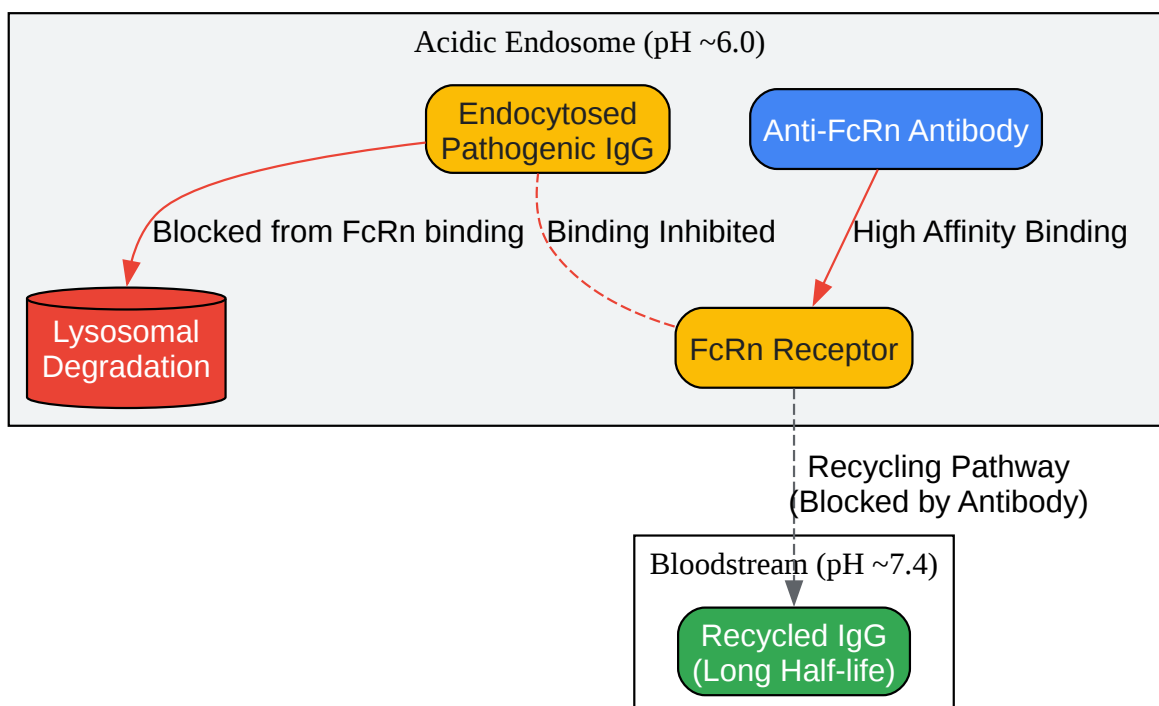 Acidic Endosome (pH ~6.0)
Endocytosed
Pathogenic IgG
Anti-FcRn Antibody
Blocked from FcRn binding
Binding Inhibited
High Affinity Binding
Lysosomal
Degradation
FcRn Receptor
Recycling Pathway
(Blocked by Antibody)
Bloodstream (pH ~7.4)
Recycled IgG
(Long Half-life)